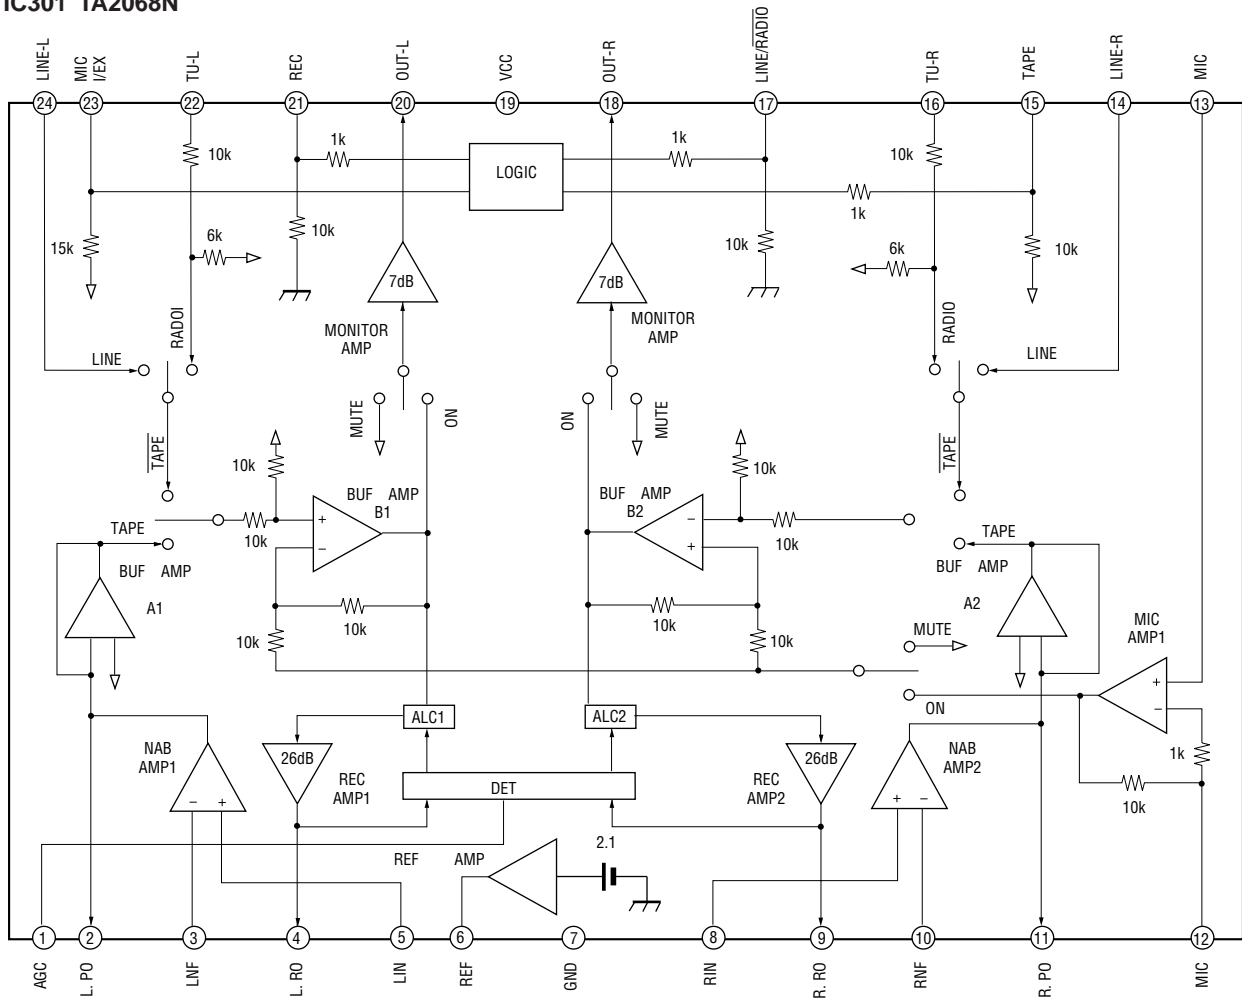 IC301 TA2068N
LINE-L
MIC
I/EX
TU-L
REC
OUT-L
VCC
OUT-R
LINE/RADIO
TU-R
TAPE
LINE-R
MIC
24
23
22
21
20
19
18
17
16
15
14
13
10k
1k
LOGIC
1k
10k
1k
15k
6k
10k
7dB
7dB
10k
6k
10k
MONITOR
AMP
MONITOR
AMP
RADOI
RADIO
LINE
LINE
MUTE
ON
ON
MUTE
TAPE
TAPE
10k
10k
BUF AMP
B1
BUF AMP
B2
+
−
−
+
TAPE
10k
10k
TAPE
BUF AMP
A1
BUF AMP
A2
10k
10k
10k
10k
MUTE
MIC
AMP1
+
−
ON
ALC1
ALC2
NAB
AMP1
− +
26dB
REC
AMP1
DET
REC
AMP2
26dB
NAB
AMP2
+ −
1k
10k
REF AMP
2.1
1
2
3
4
5
6
7
8
9
10
11
12
AGC
L. PO
LNF
L. RO
LIN
REF
GND
RIN
R. RO
RNF
R. PO
MIC